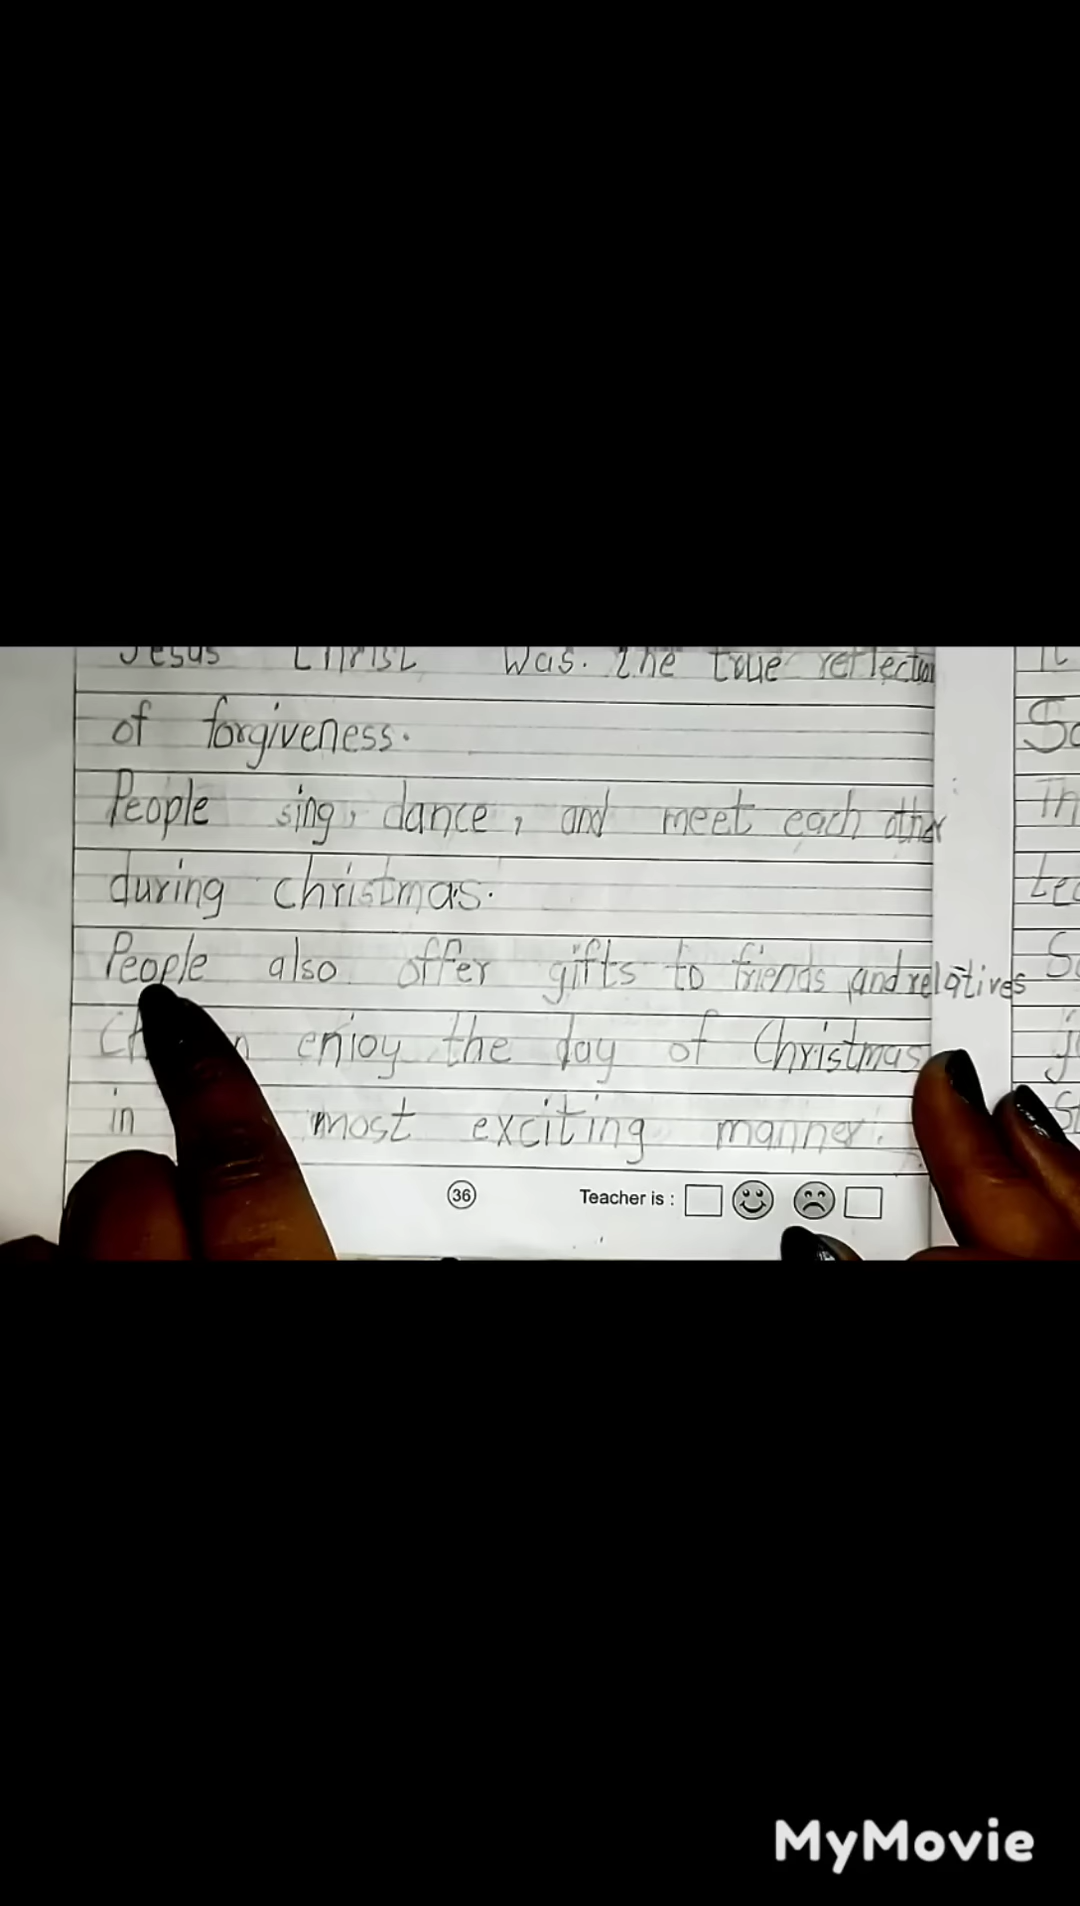 Jesus Christ was. the true reflection
of forgiveness.
People sing, dance, and meet each other
during christmas.
People also offer gifts to friends and relatives
enjoy the day of Christmas
in most exciting manner.
36 Teacher is :
MyMovie